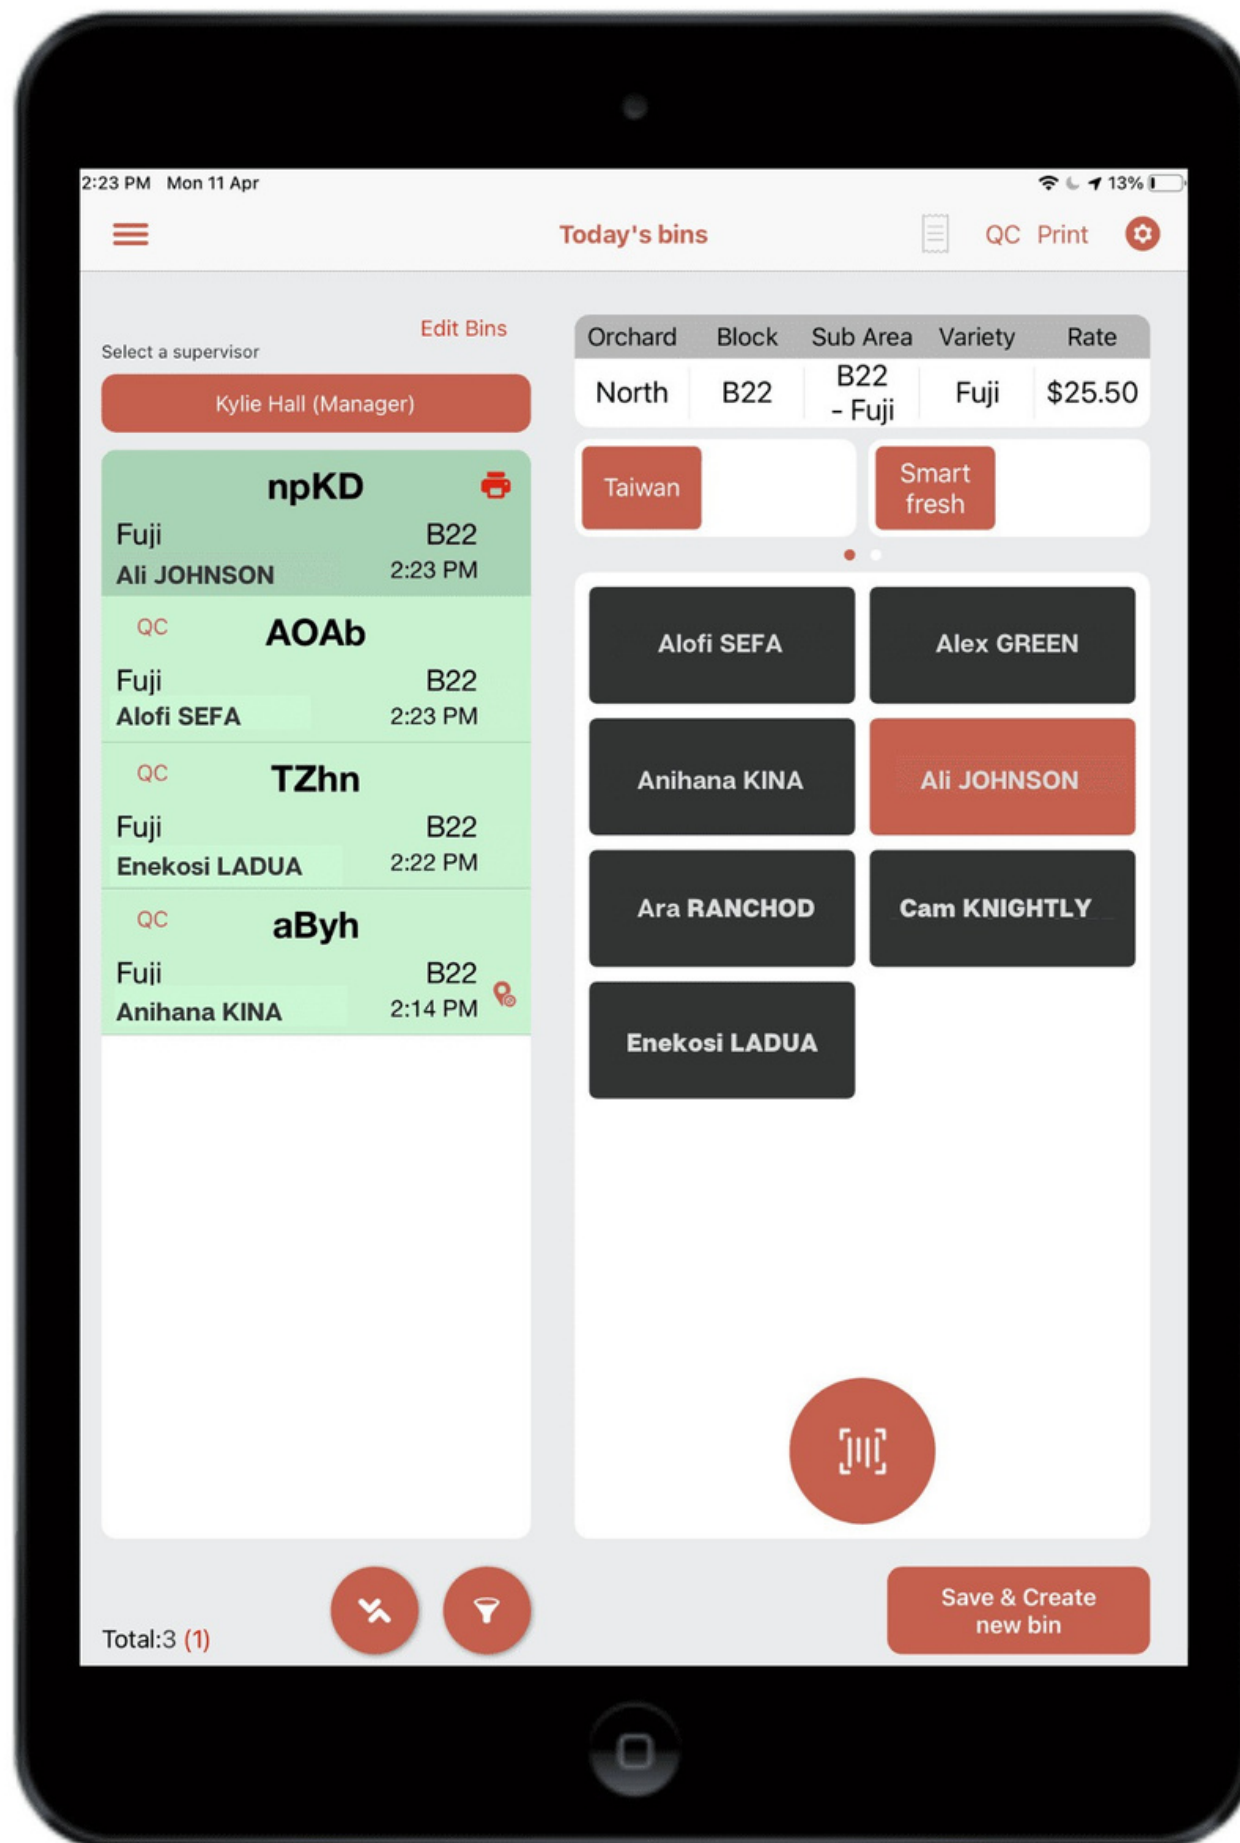 2:23 PM Mon 11 Apr
13%
Today's bins
QC Print
Edit Bins
Select a supervisor
Kylie Hall (Manager)
npKD
Fuji B22
Ali JOHNSON 2:23 PM
QC AOAb
Fuji B22
Alofi SEFA 2:23 PM
QC TZhn
Fuji B22
Enekosi LADUA 2:22 PM
QC aByh
Fuji B22
Anihana KINA 2:14 PM
Total:3 (1)
Orchard Block Sub Area Variety Rate
North B22 B22 - Fuji Fuji $25.50
Taiwan
Smart
fresh
Alofi SEFA Alex GREEN
Anihana KINA Ali JOHNSON
Ara RANCHOD Cam KNIGHTLY
Enekosi LADUA
Save & Create
new bin